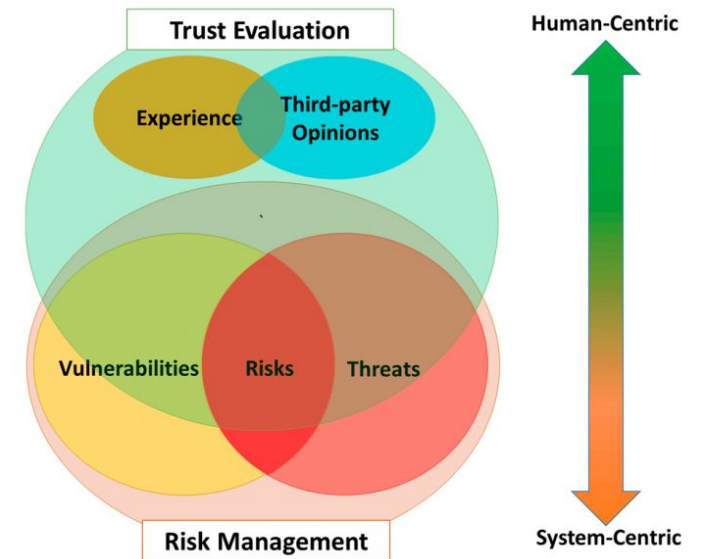 Trust Evaluation
Human-Centric
Experience
Third-party
Opinions
Vulnerabilities
Risks
Threats
Risk Management
System-Centric